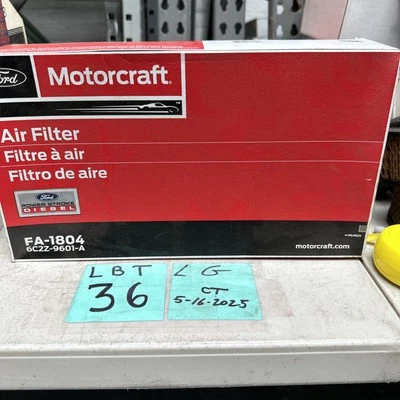 Ford
Motorcraft®
Air Filter
Filtre à air
Filtro de aire
Ford
POWER STROKE
DIESEL
FA-1804
6C2Z-9601-A
motorcraft.com
LBT
36
LG
CT
5-16-2025